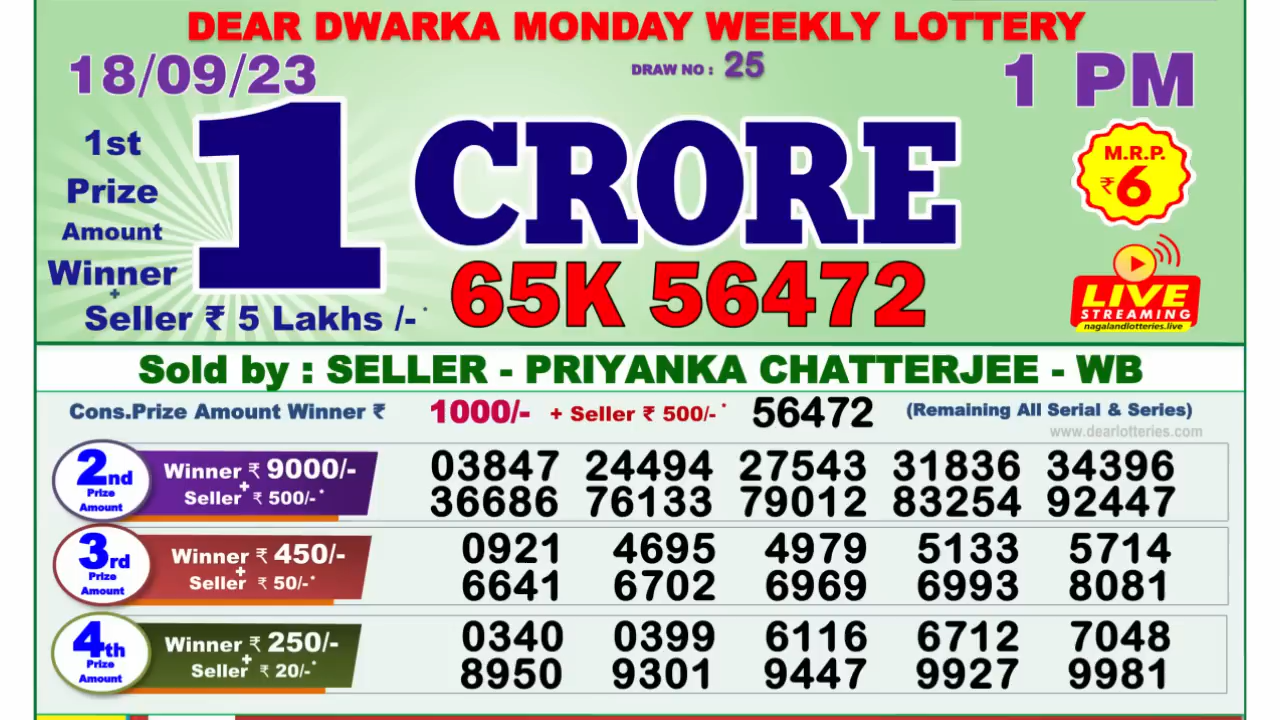 DEAR DWARKA MONDAY WEEKLY LOTTERY
18/09/23
DRAW NO : 25
1 PM
1st
Prize
Amount
Winner
+
Seller ₹ 5 Lakhs /-*
1 CRORE
65K 56472
M.R.P.
₹6
LIVE
STREAMING
nagalandlotteries.live
Sold by : SELLER - PRIYANKA CHATTERJEE - WB
Cons.Prize Amount Winner ₹ 1000/- + Seller ₹ 500/-* 56472 (Remaining All Serial & Series)
www.dearlotteries.com
2nd
Prize
Amount
Winner ₹ 9000/-
+
Seller ₹ 500/-*
03847 24494 27543 31836 34396
36686 76133 79012 83254 92447
3rd
Prize
Amount
Winner ₹ 450/-
+
Seller ₹ 50/-*
0921 4695 4979 5133 5714
6641 6702 6969 6993 8081
4th
Prize
Amount
Winner ₹ 250/-
+
Seller ₹ 20/-*
0340 0399 6116 6712 7048
8950 9301 9447 9927 9981